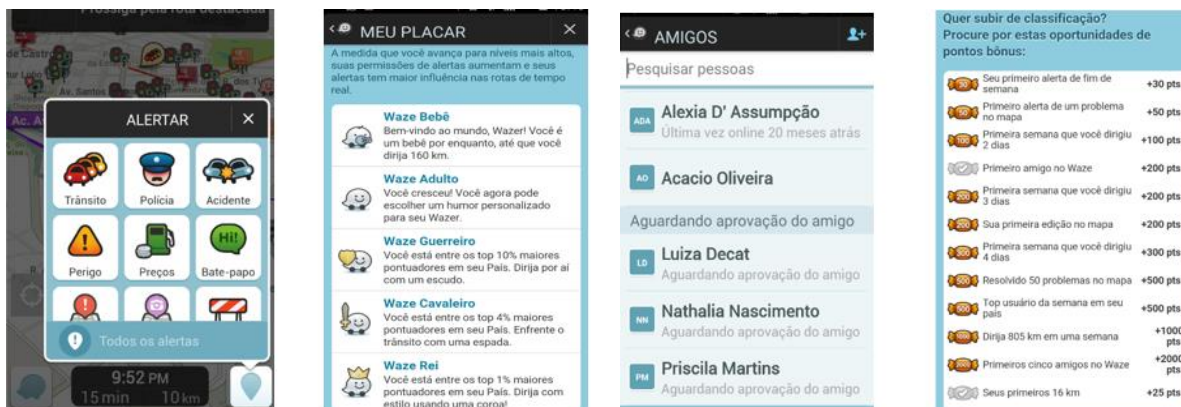 Prossiga pela rota destacada
Av. Santos
ALERTAR
Trânsito
Polícia
Acidente
Perigo
Preços
Hi!
Bate-papo
Todos os alertas
9:52 PM
15 min
10 km
MEU PLACAR
A medida que você avança para níveis mais altos,
suas permissões de alertas aumentam e seus
alertas tem maior influência nas rotas de tempo
real.
Waze Bebê
Bem-vindo ao mundo, Wazer! Você é
um bebê por enquanto, até que você
dirija 160 km.
Waze Adulto
Você cresceu! Você agora pode
escolher um humor personalizado
para seu Wazer.
Waze Guerreiro
Você está entre os top 10% maiores
pontuadores em seu País. Dirija por aí
com um escudo.
Waze Cavaleiro
Você está entre os top 4% maiores
pontuadores em seu País. Enfrente o
trânsito com uma espada.
Waze Rei
Você está entre os top 1% maiores
pontuadores em seu País. Dirija com
estilo usando uma coroa!
AMIGOS
Pesquisar pessoas
ADA
Alexia D' Assumpção
Última vez online 20 meses atrás
AO
Acacio Oliveira
Aguardando aprovação do amigo
LD
Luiza Decat
Aguardando aprovação do amigo
NN
Nathalia Nascimento
Aguardando aprovação do amigo
PM
Priscila Martins
Aguardando aprovação do amigo
Quer subir de classificação?
Procure por estas oportunidades de
pontos bônus:
Seu primeiro alerta de fim de
semana
+30 pts
Primeiro alerta de um problema
no mapa
+50 pts
Primeira semana que você dirigiu
2 dias
+100 pts
Primeiro amigo no Waze
+200 pts
Primeira semana que você dirigiu
3 dias
+200 pts
Sua primeira edição no mapa
+200 pts
Primeira semana que você dirigiu
4 dias
+300 pts
Resolvido 50 problemas no mapa
+500 pts
Top usuário da semana em seu
país
+500 pts
Dirija 805 km em uma semana
+1000
pts
Primeiros cinco amigos no Waze
+2000
pts
Seus primeiros 16 km
+25 pts